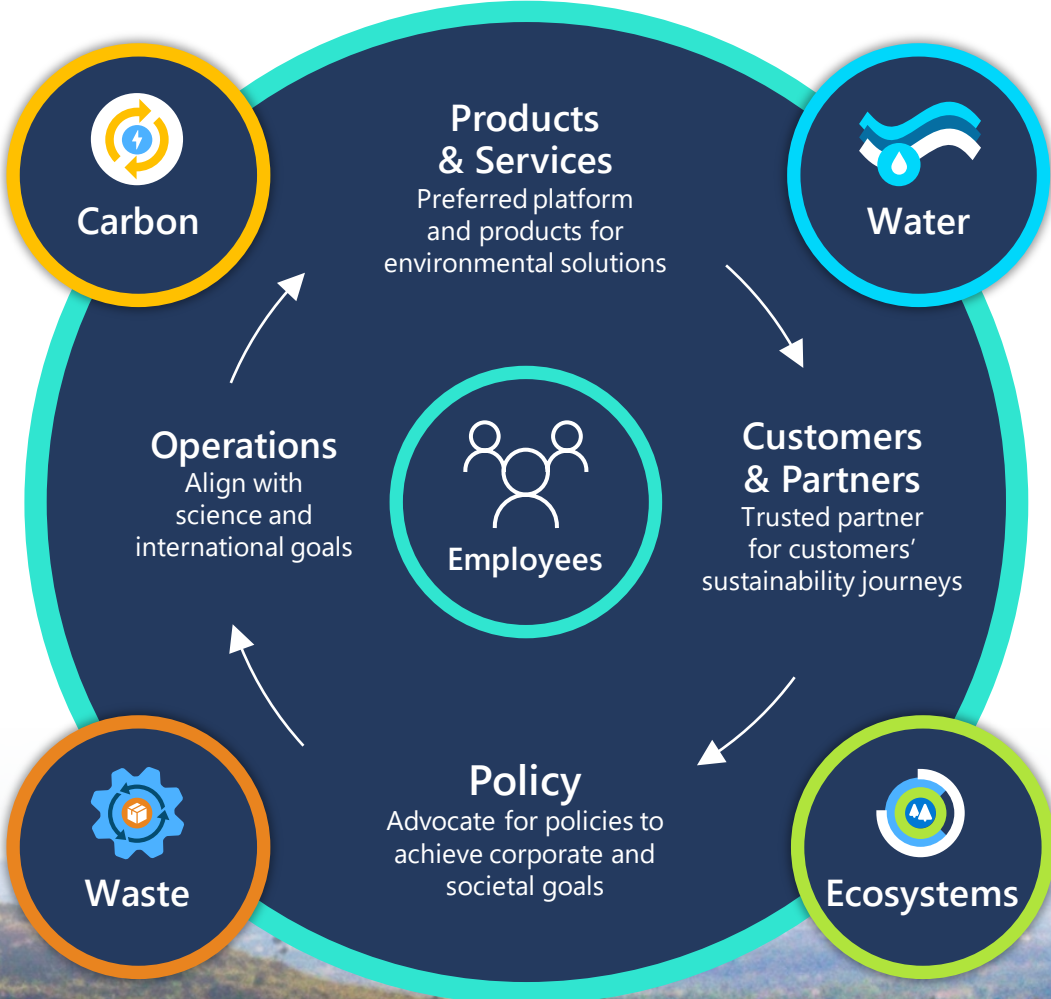 Carbon
Products
& Services
Preferred platform
and products for
environmental solutions
Water
Operations
Align with
science and
international goals
Employees
Customers
& Partners
Trusted partner
for customers’
sustainability journeys
Waste
Policy
Advocate for policies to
achieve corporate and
societal goals
Ecosystems